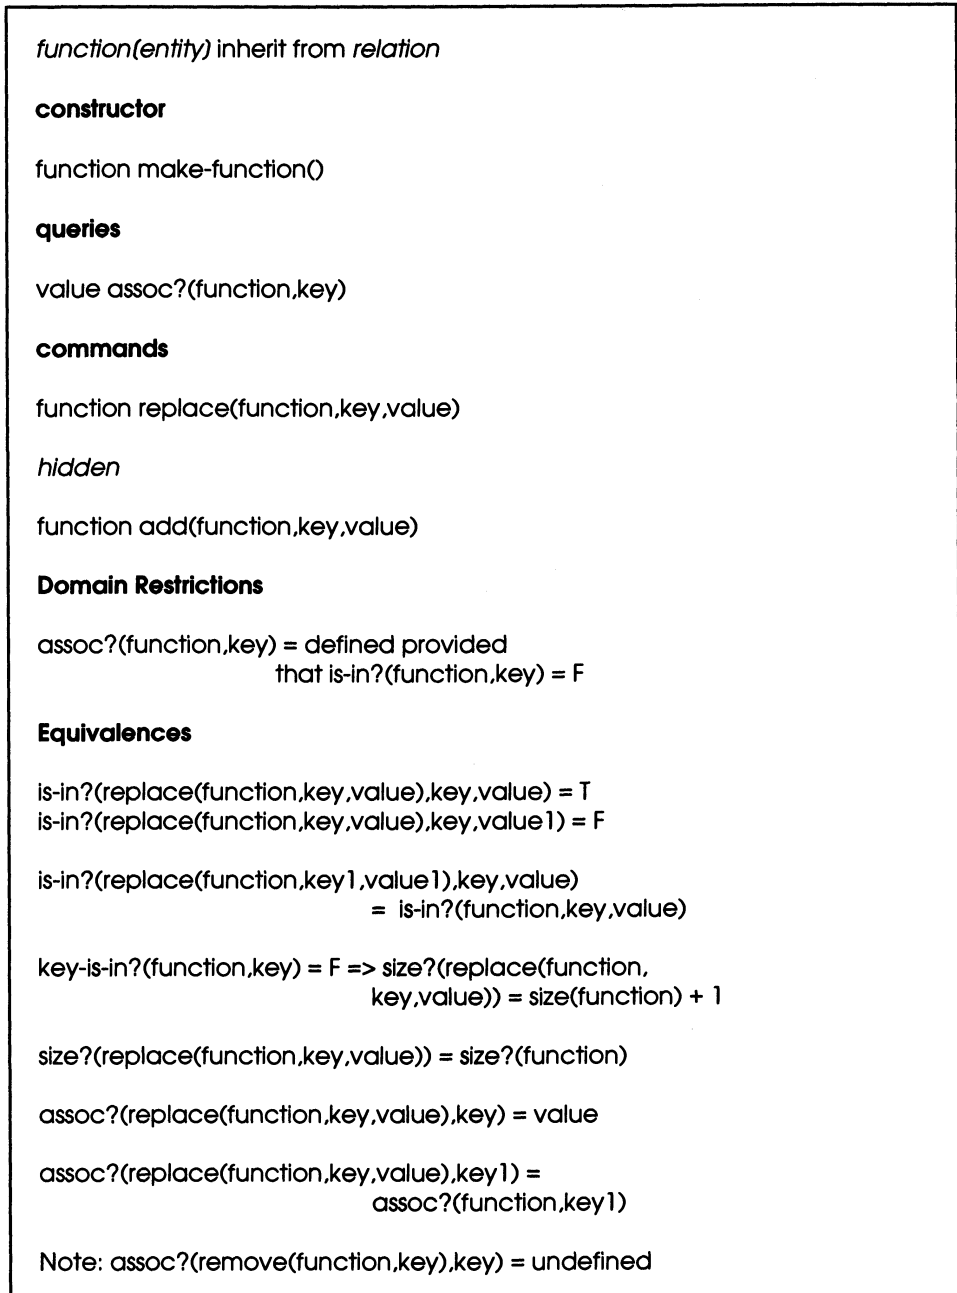 function(entity) inherit from relation
constructor
function make-function()
queries
value assoc?(function,key)
commands
function replace(function,key,value)
hidden
function add(function,key,value)
Domain Restrictions
assoc?(function,key) = defined provided
that is-in?(function,key) = F
Equivalences
is-in?(replace(function,key,value),key,value) = T
is-in?(replace(function,key,value),key,value1) = F
is-in?(replace(function,key1,value1),key,value)
= is-in?(function,key,value)
key-is-in?(function,key) = F => size?(replace(function,
key,value)) = size(function) + 1
size?(replace(function,key,value)) = size?(function)
assoc?(replace(function,key,value),key) = value
assoc?(replace(function,key,value),key1) =
assoc?(function,key1)
Note: assoc?(remove(function,key),key) = undefined